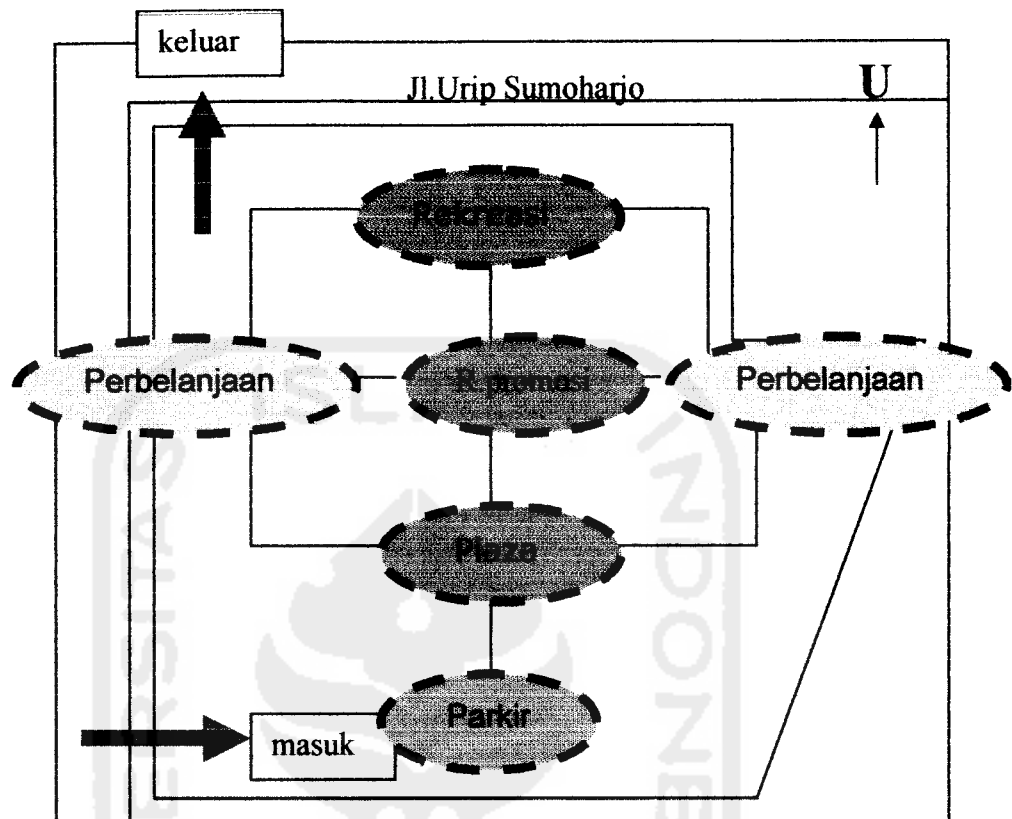 keluar
Jl.Urip Sumoharjo
U
Rekreasi
Perbelanjaan
R promosi
Perbelanjaan
Plaza
Parkir
masuk